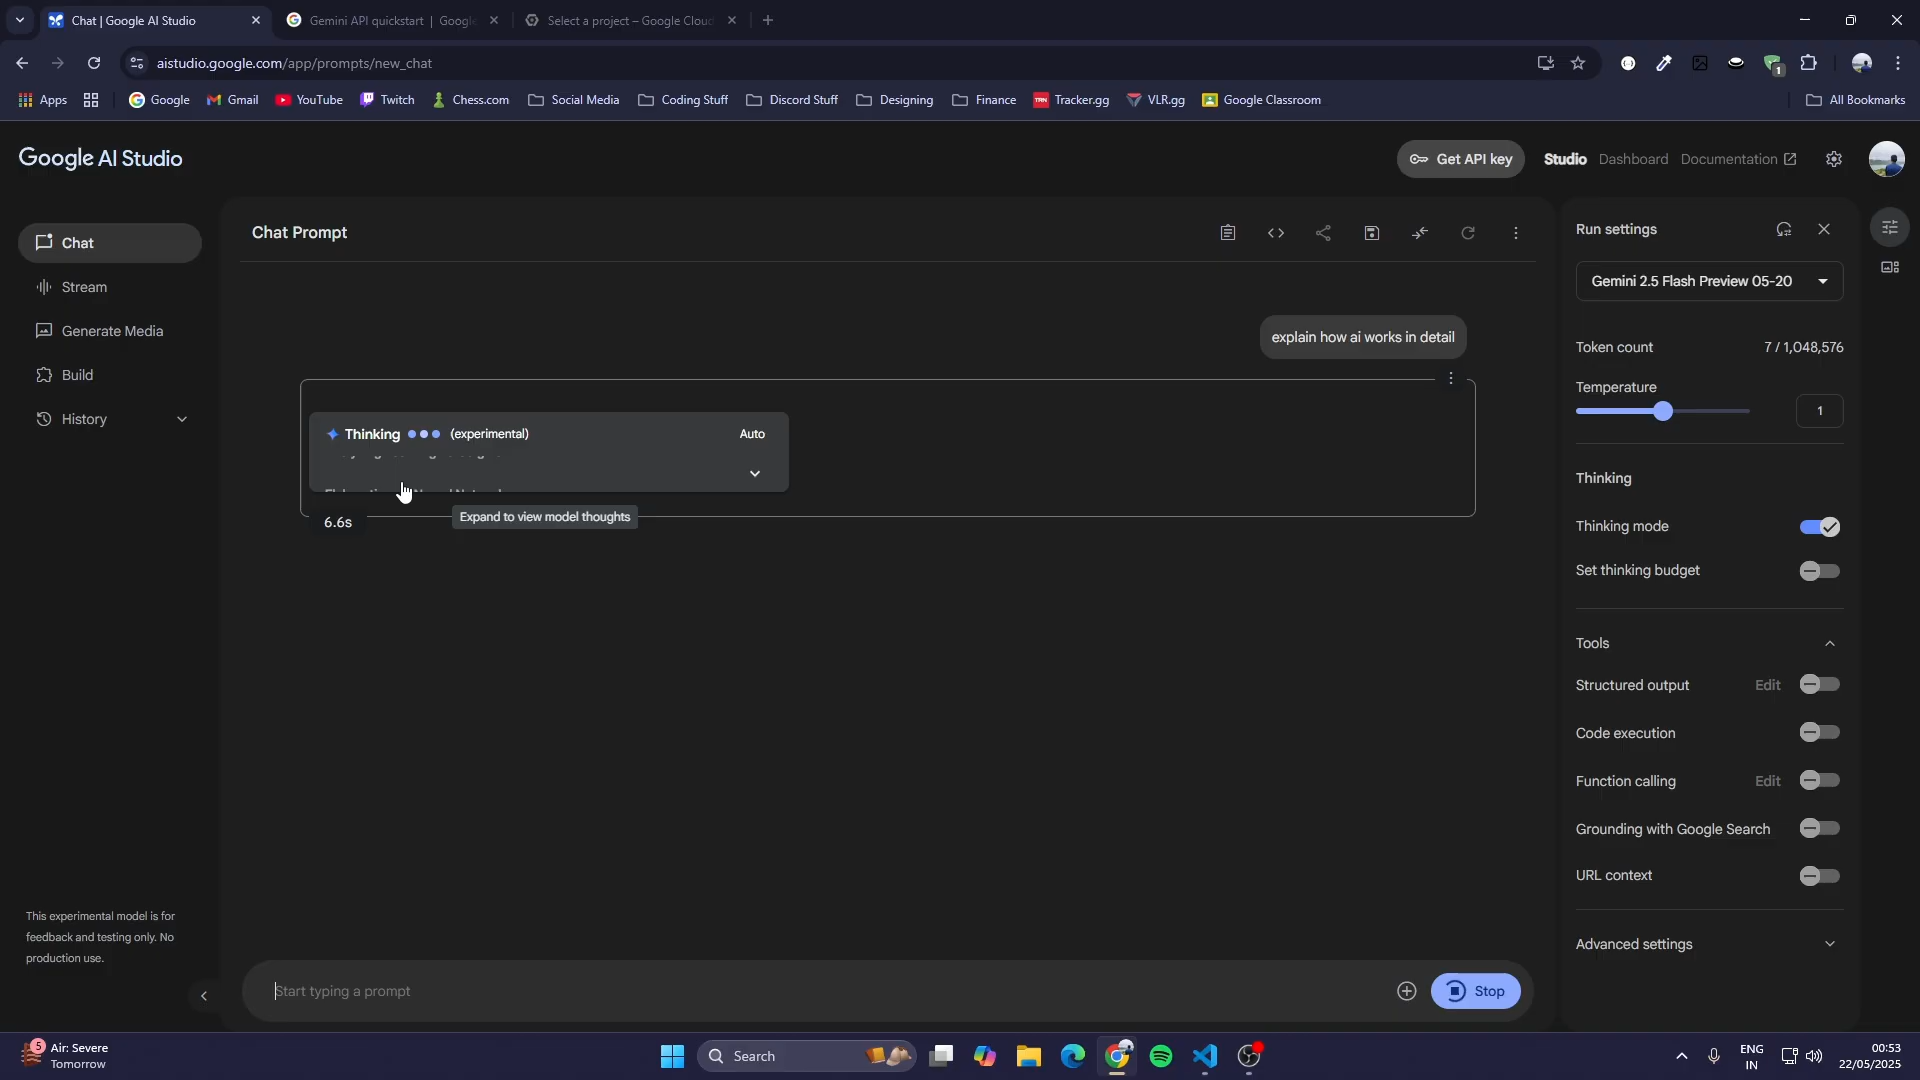 Chat | Google AI Studio
Gemini API quickstart | Google
Select a project – Google Cloud
aistudio.google.com/app/prompts/new_chat
Apps
Google
Gmail
YouTube
Twitch
Chess.com
Social Media
Coding Stuff
Discord Stuff
Designing
Finance
Tracker.gg
VLR.gg
Google Classroom
All Bookmarks
Google AI Studio
Get API key
Studio
Dashboard
Documentation
Chat
Stream
Generate Media
Build
History
Chat Prompt
explain how ai works in detail
Thinking (experimental)
Auto
6.6s
Expand to view model thoughts
Run settings
Gemini 2.5 Flash Preview 05-20
Token count 7 / 1,048,576
Temperature
1
Thinking
Thinking mode
Set thinking budget
Tools
Structured output Edit
Code execution
Function calling Edit
Grounding with Google Search
URL context
Advanced settings
This experimental model is for
feedback and testing only. No
production use.
Start typing a prompt
Stop
5
Air: Severe
Tomorrow
Search
ENG
IN
00:53
22/05/2025